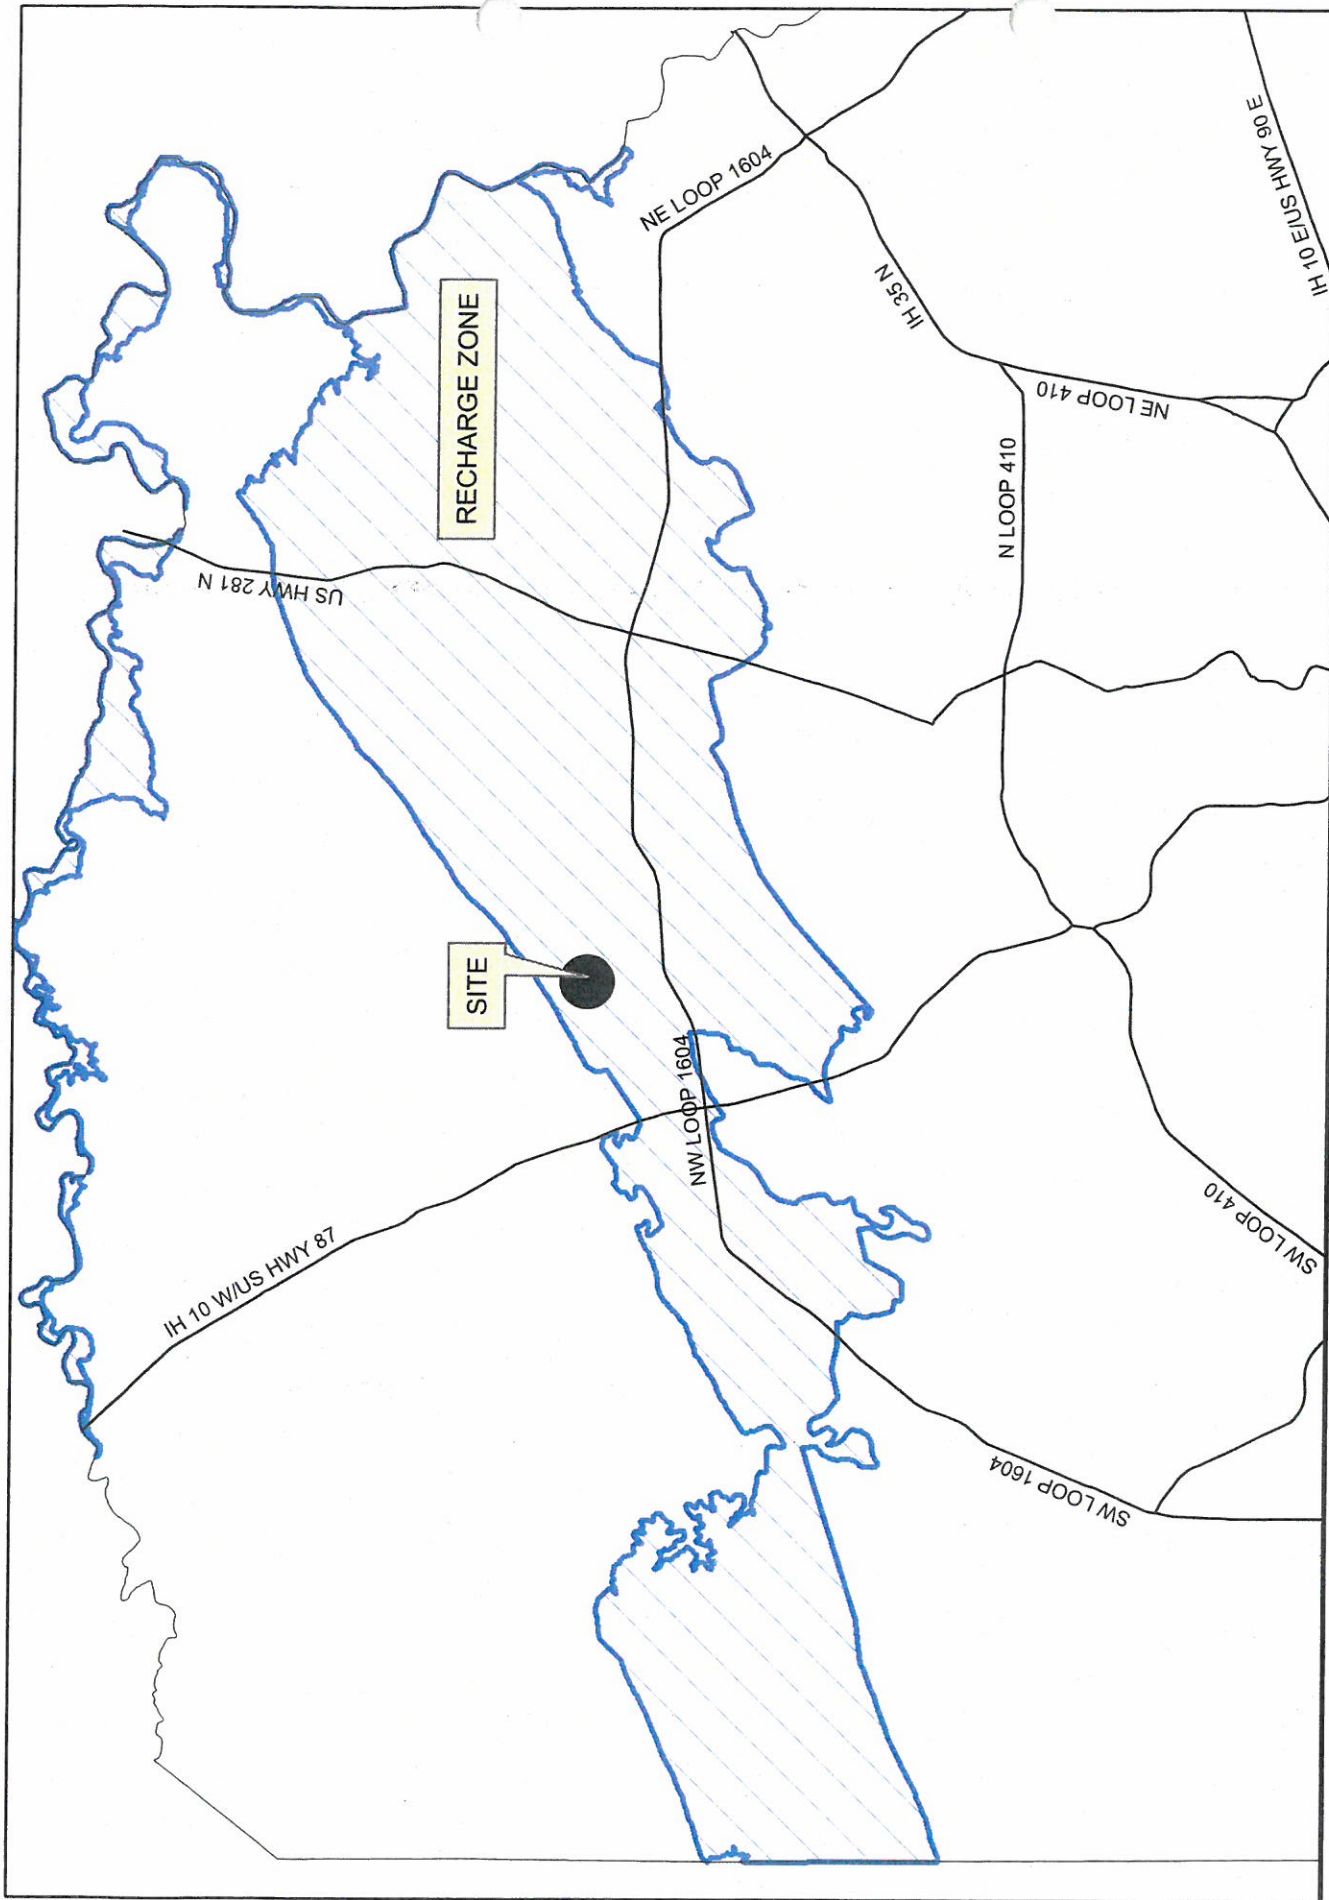 IH 10 W/US HWY 87
US HWY 281 N
RECHARGE ZONE
SITE
NE LOOP 1604
NW LOOP 1604
IH 35 N
IH 10 E/US HWY 90 E
NE LOOP 410
N LOOP 410
SW LOOP 410
SW LOOP 1604